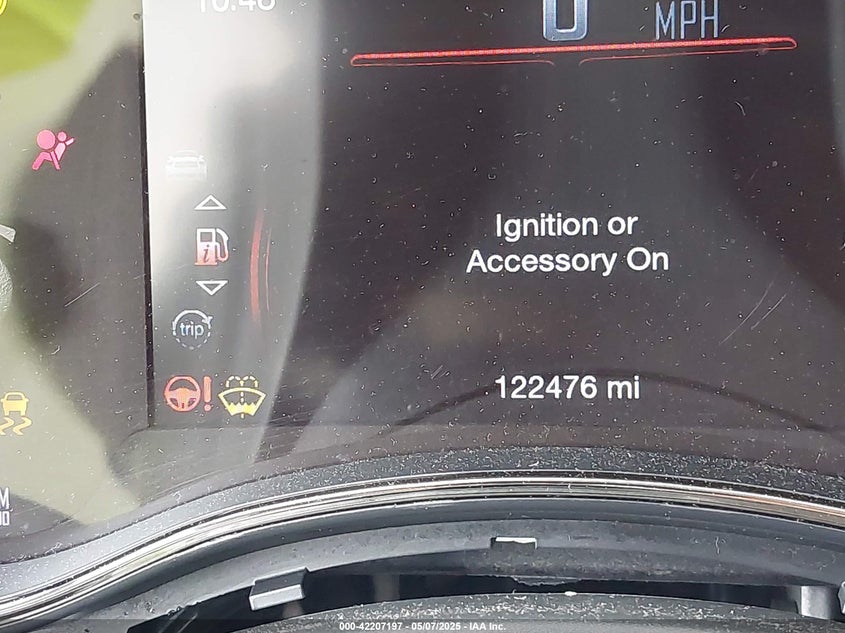 MPH
Ignition or
Accessory On
trip
122476 mi
000-42207197 - 05/07/2025 - IAA Inc.